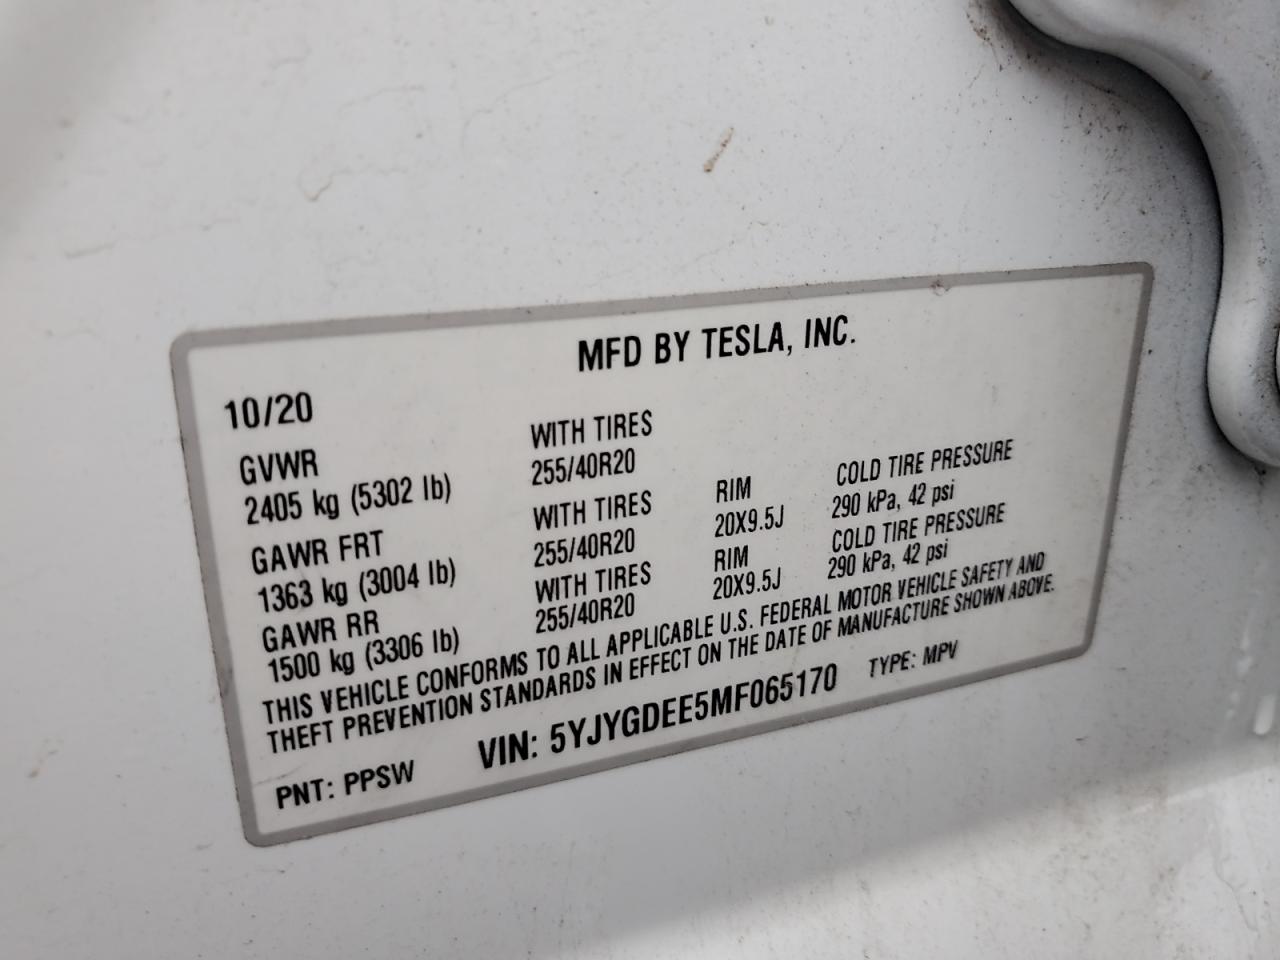 MFD BY TESLA, INC.
10/20
GVWR WITH TIRES
2405 kg (5302 lb) 255/40R20
GAWR FRT WITH TIRES RIM COLD TIRE PRESSURE
1363 kg (3004 lb) 255/40R20 20X9.5J 290 kPa, 42 psi
GAWR RR WITH TIRES RIM COLD TIRE PRESSURE
1500 kg (3306 lb) 255/40R20 20X9.5J 290 kPa, 42 psi
THIS VEHICLE CONFORMS TO ALL APPLICABLE U.S. FEDERAL MOTOR VEHICLE SAFETY AND
THEFT PREVENTION STANDARDS IN EFFECT ON THE DATE OF MANUFACTURE SHOWN ABOVE.
PNT: PPSW VIN: 5YJYGDEE5MF065170 TYPE: MPV